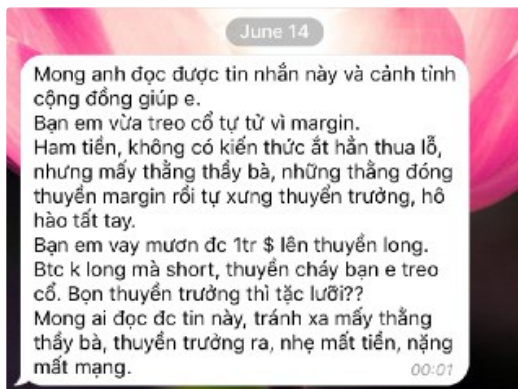 June 14
Mong anh đọc được tin nhắn này và cảnh tỉnh
cộng đồng giúp e.
Bạn em vừa treo cổ tự tử vì margin.
Ham tiền, không có kiến thức ắt hẳn thua lỗ,
nhưng mấy thằng thầy bà, những thằng đóng
thuyền margin rồi tự xưng thuyền trưởng, hô
hào tất tay.
Bạn em vay mươn đc 1tr $ lên thuyền long.
Btc k long mà short, thuyền cháy bạn e treo
cổ. Bọn thuyền trưởng thì tặc lưỡi??
Mong ai đọc đc tin này, tránh xa mấy thằng
thầy bà, thuyền trưởng ra, nhẹ mất tiền, nặng
mất mạng.
00:01